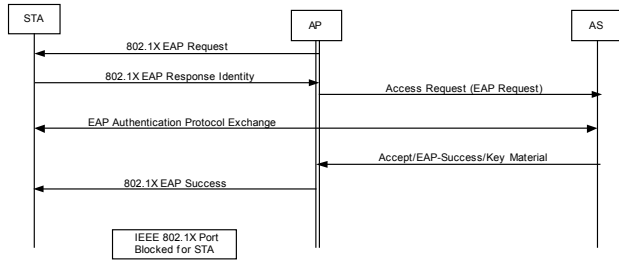 STA
AP
AS
802.1X EAP Request
802.1X EAP Response Identity
Access Request (EAP Request)
EAP Authentication Protocol Exchange
Accept/EAP-Success/Key Material
802.1X EAP Success
IEEE 802.1X Port
Blocked for STA